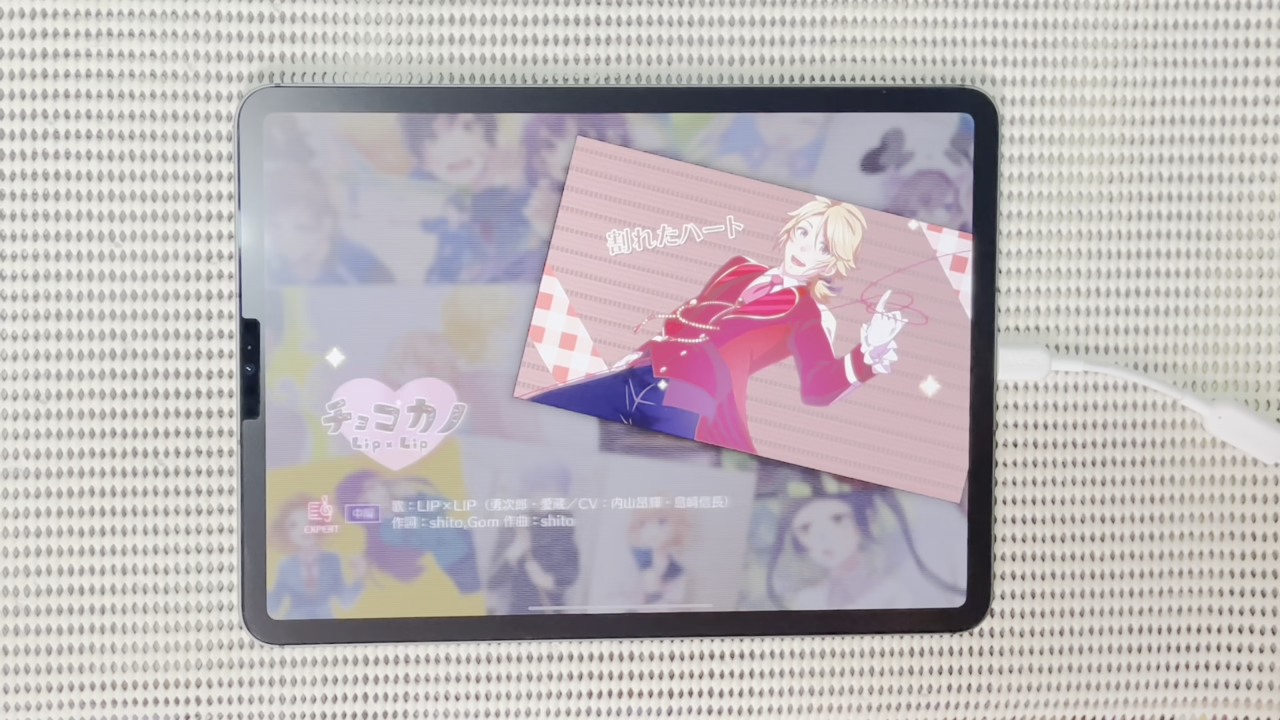 割れたハート
チョコカノ
Lip×Lip
EXPERT
中編
歌：LIP×LIP（勇次郎・愛蔵／CV：内山昂輝・島﨑信長）
作詞：shito,Gom 作曲：shito